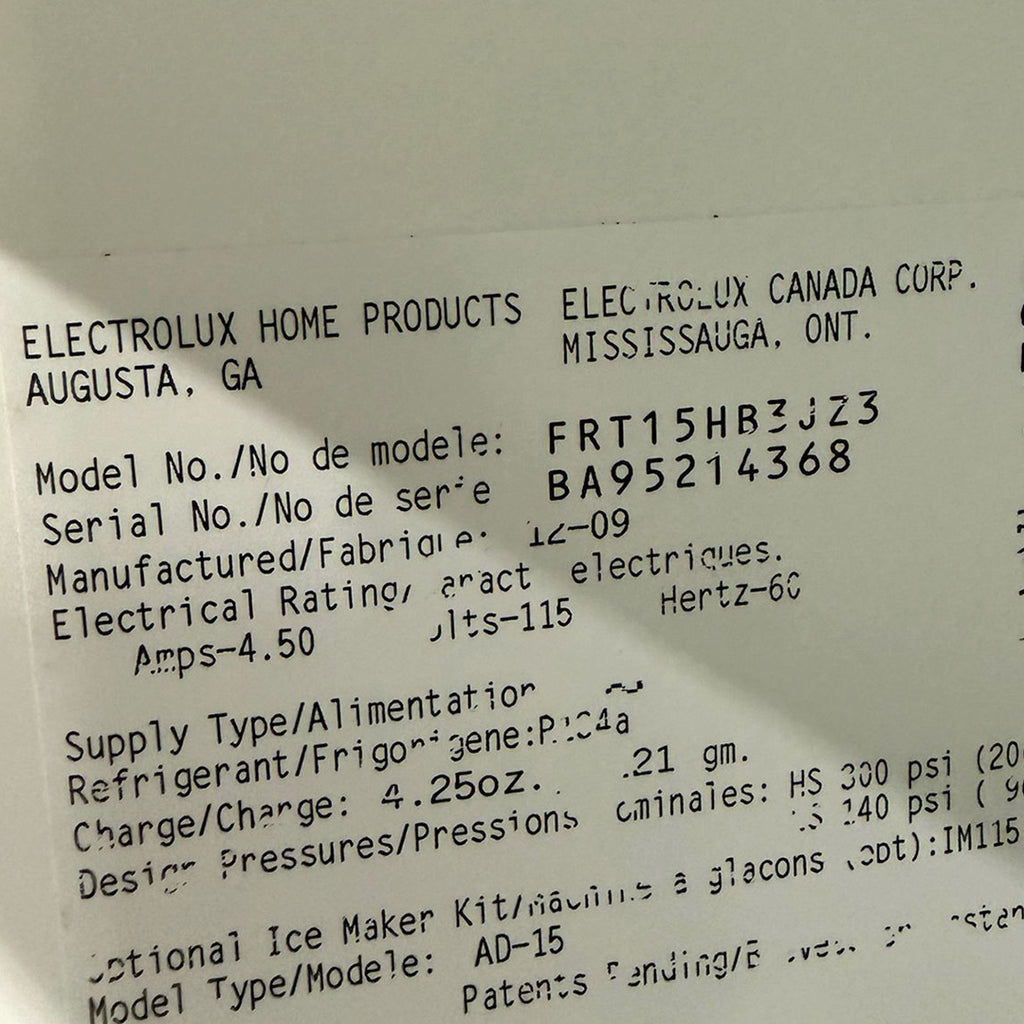 ELECTROLUX HOME PRODUCTS ELECTROLUX CANADA CORP.
AUGUSTA, GA MISSISSAUGA, ONT.
Model No./No de modele: FRT15HB3JZ3
Serial No./No de serie BA95214368
Manufactured/Fabrique: 12-09
Electrical Rating/ aract electriques.
Amps-4.50 olts-115 Hertz-60
Supply Type/Alimentation
Refrigerant/Frigorigene:R134a
Charge/Charge: 4.25oz. gm.
Design Pressures/Pressions ominales: HS 300 psi (20
140 psi (
Optional Ice Maker Kit/machine a glacons (opt):IM115
Model Type/Modele: AD-15
Patents Pending/